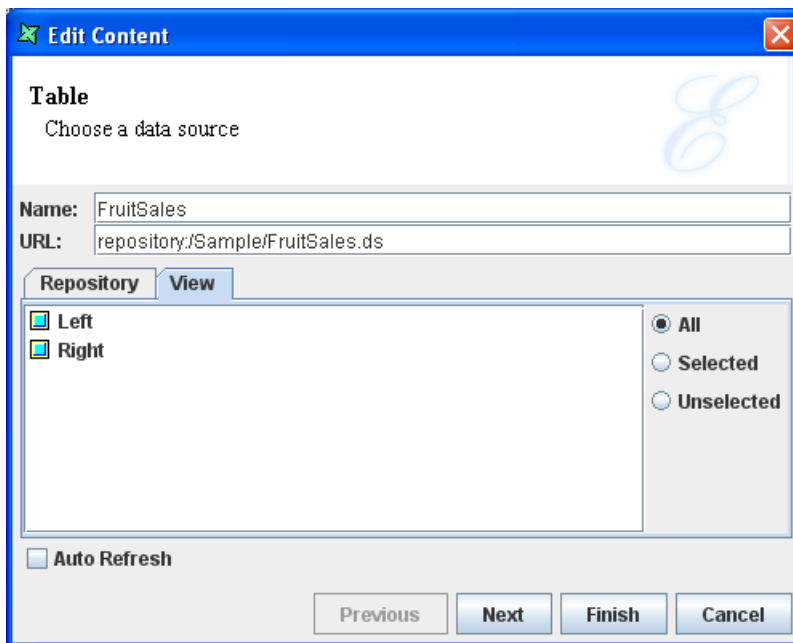 Edit Content
Table
Choose a data source
Name: FruitSales
URL: repository:/Sample/FruitSales.ds
Repository View
Left
Right
All
Selected
Unselected
Auto Refresh
Previous Next Finish Cancel